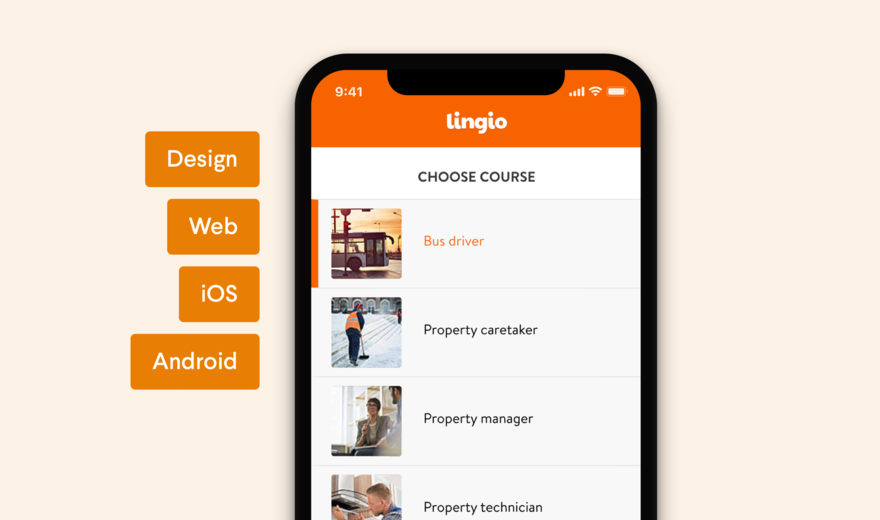 Design
Web
iOS
Android
9:41
lingio
CHOOSE COURSE
Bus driver
Property caretaker
Property manager
Property technician